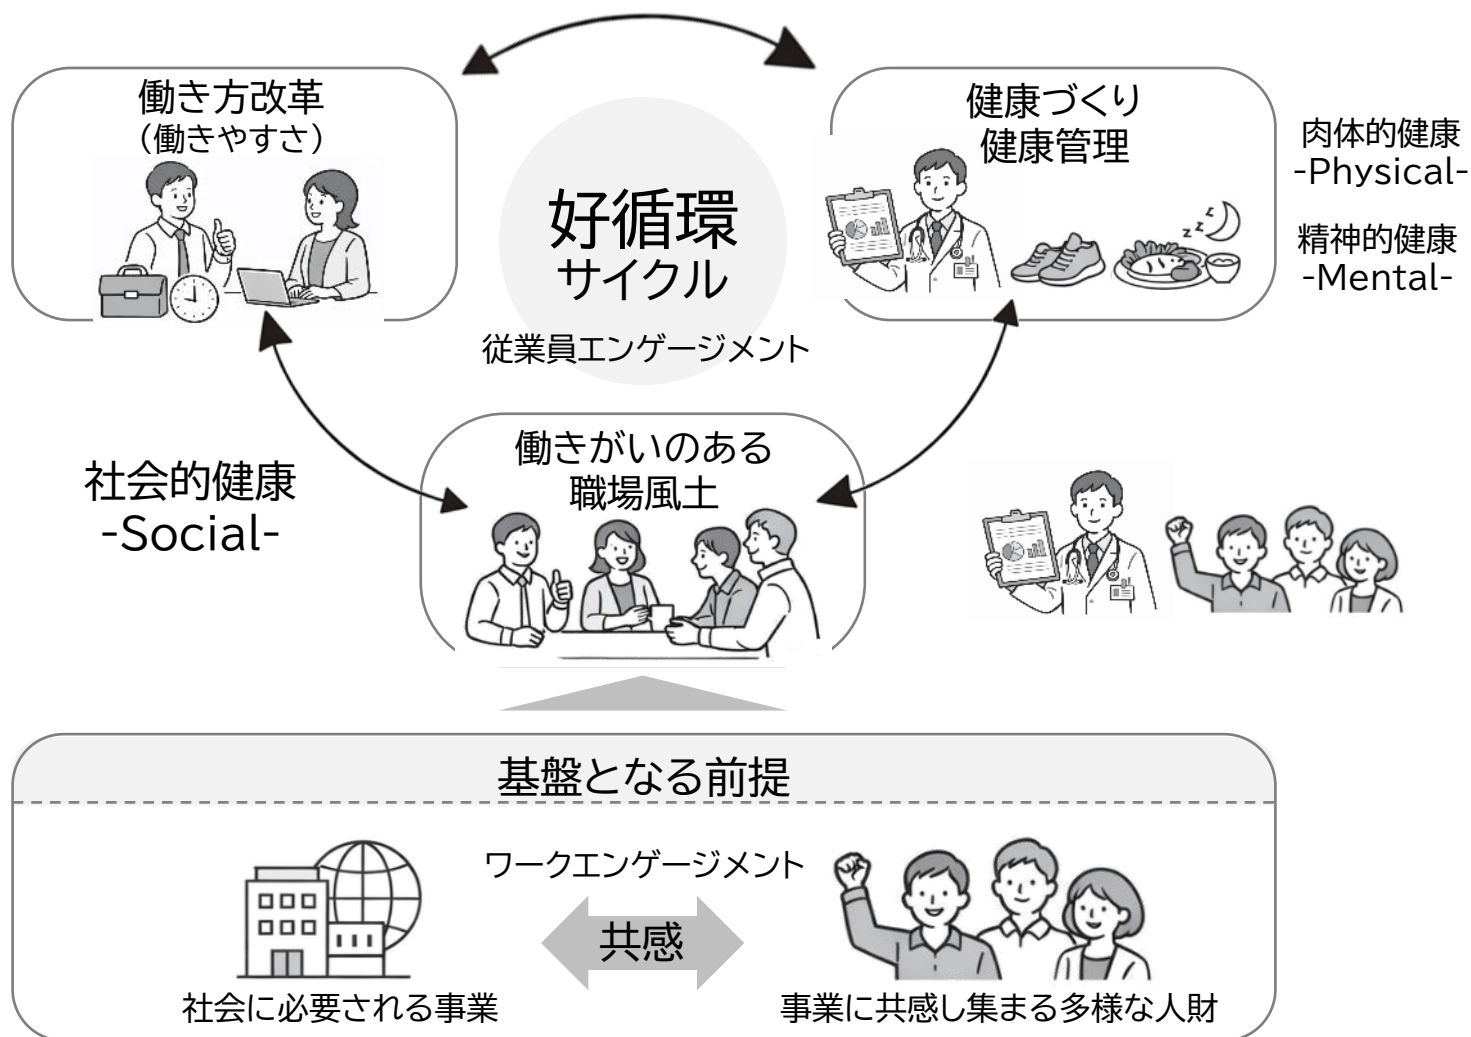 働き方改革
(働きやすさ)
健康づくり
健康管理
肉体的健康
-Physical-
精神的健康
-Mental-
好循環
サイクル
従業員エンゲージメント
z z z
社会的健康
-Social-
働きがいのある
職場風土
基盤となる前提
ワークエンゲージメント
共感
社会に必要される事業
事業に共感し集まる多様な人財